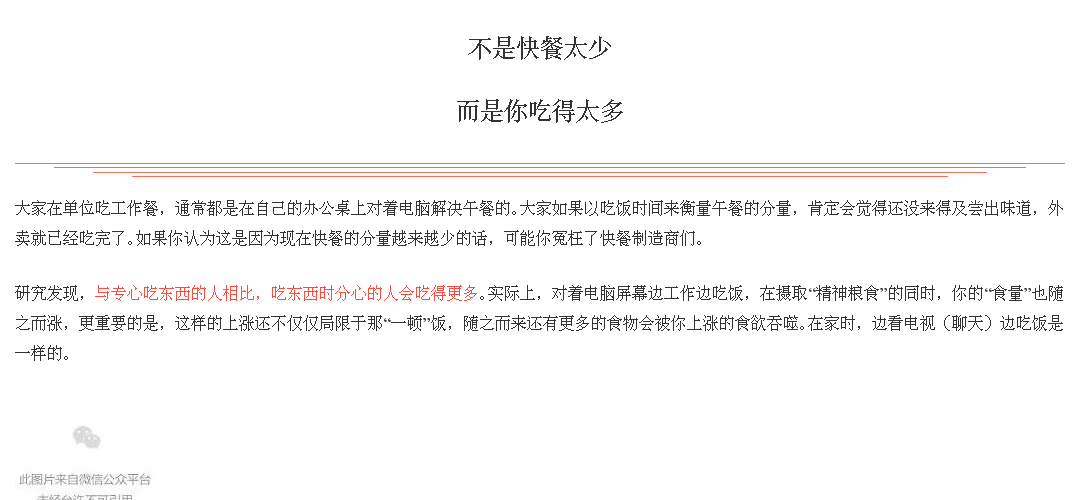 不是快餐太少
而是你吃得太多
大家在单位吃工作餐，通常都是在自己的办公桌上对着电脑解决午餐的。大家如果以吃饭时间来衡量午餐的分量，肯定会觉得还没来得及尝出味道，外
卖就已经吃完了。如果你认为这是因为现在快餐的分量越来越少的话，可能你冤枉了快餐制造商们。
研究发现，与专心吃东西的人相比，吃东西时分心的人会吃得更多。实际上，对着电脑屏幕边工作边吃饭，在摄取“精神粮食”的同时，你的“食量”也随
之而涨，更重要的是，这样的上涨还不仅仅局限于那“一顿”饭，随之而来还有更多的食物会被你上涨的食欲吞噬。在家时，边看电视（聊天）边吃饭是
一样的。
此图片来自微信公众平台
未经允许不可引用